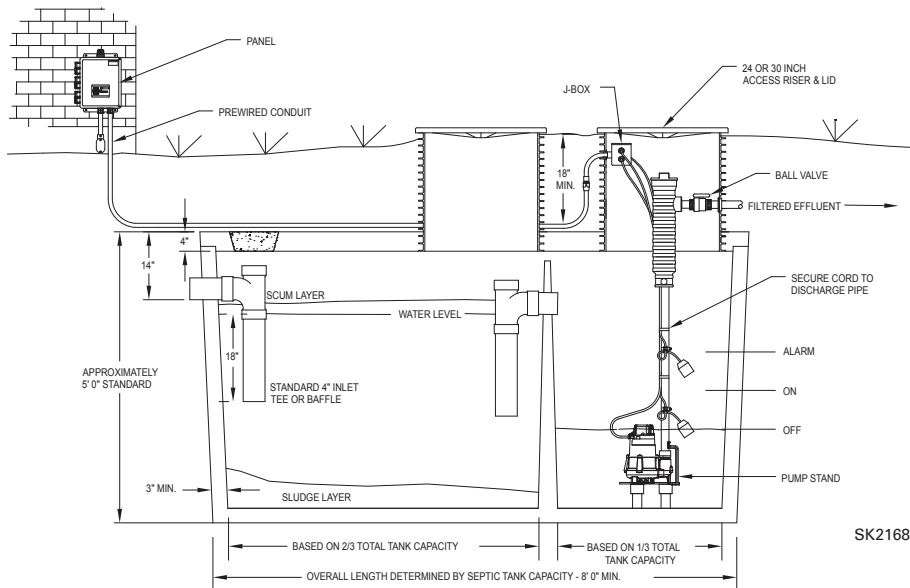 PANEL
PREWIRED CONDUIT
J-BOX
24 OR 30 INCH
ACCESS RISER & LID
18"
MIN.
BALL VALVE
FILTERED EFFLUENT
4"
14"
SCUM LAYER
WATER LEVEL
SECURE CORD TO
DISCHARGE PIPE
18"
ALARM
APPROXIMATELY
5' 0" STANDARD
STANDARD 4" INLET
TEE OR BAFFLE
ON
OFF
3" MIN.
SLUDGE LAYER
PUMP STAND
BASED ON 2/3 TOTAL TANK CAPACITY
BASED ON 1/3 TOTAL
TANK CAPACITY
OVERALL LENGTH DETERMINED BY SEPTIC TANK CAPACITY - 8' 0" MIN.
SK2168